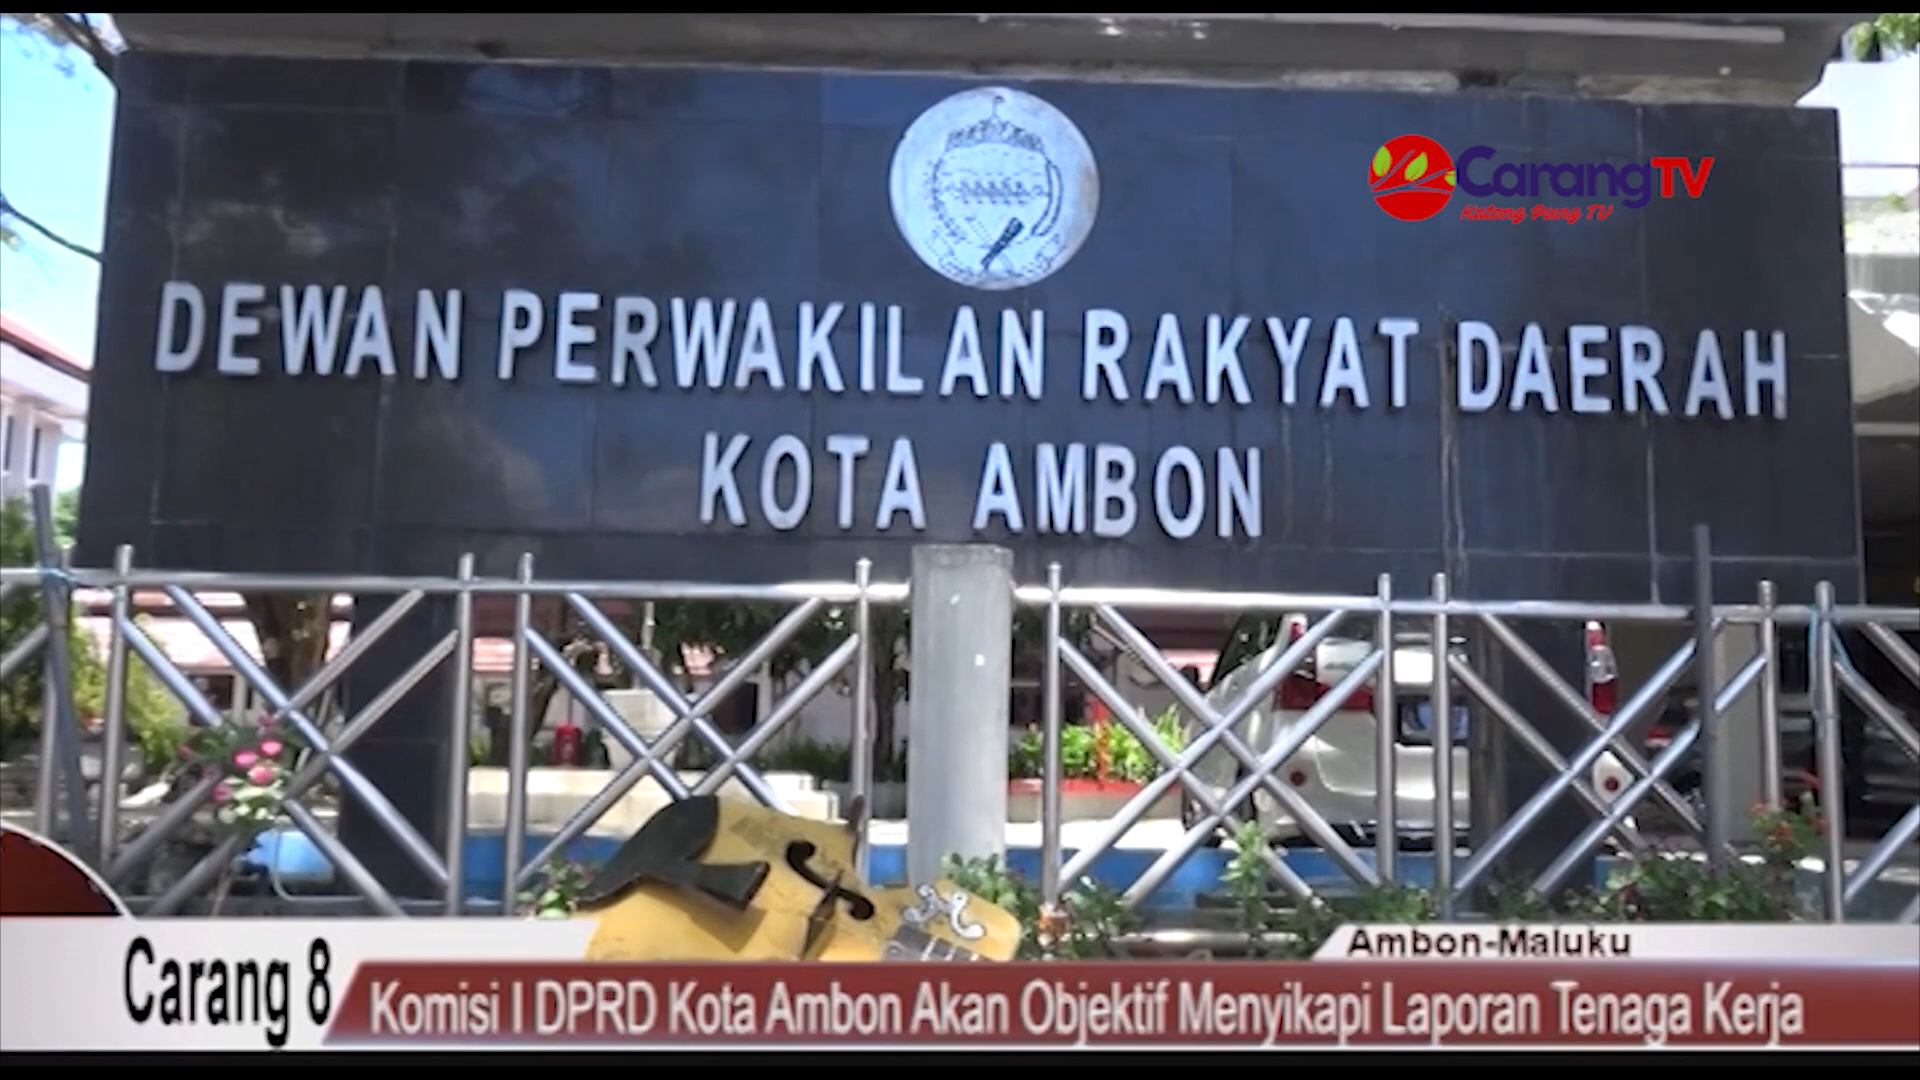 CarangTV
Katong Pung TV
DEWAN PERWAKILAN RAKYAT DAERAH
KOTA AMBON
Ambon-Maluku
Carang 8
Komisi I DPRD Kota Ambon Akan Objektif Menyikapi Laporan Tenaga Kerja